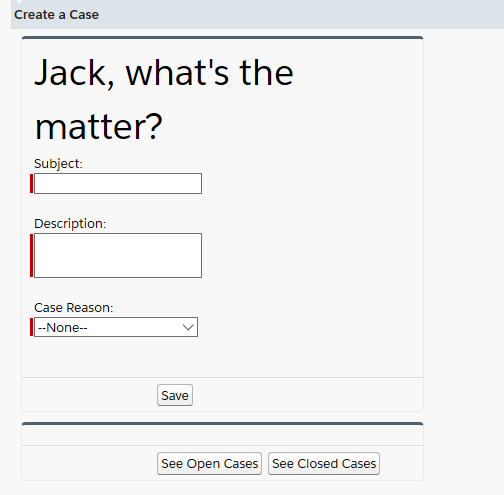 Create a Case
Jack, what's the
matter?
Subject:
Description:
Case Reason:
--None--
Save
See Open Cases See Closed Cases